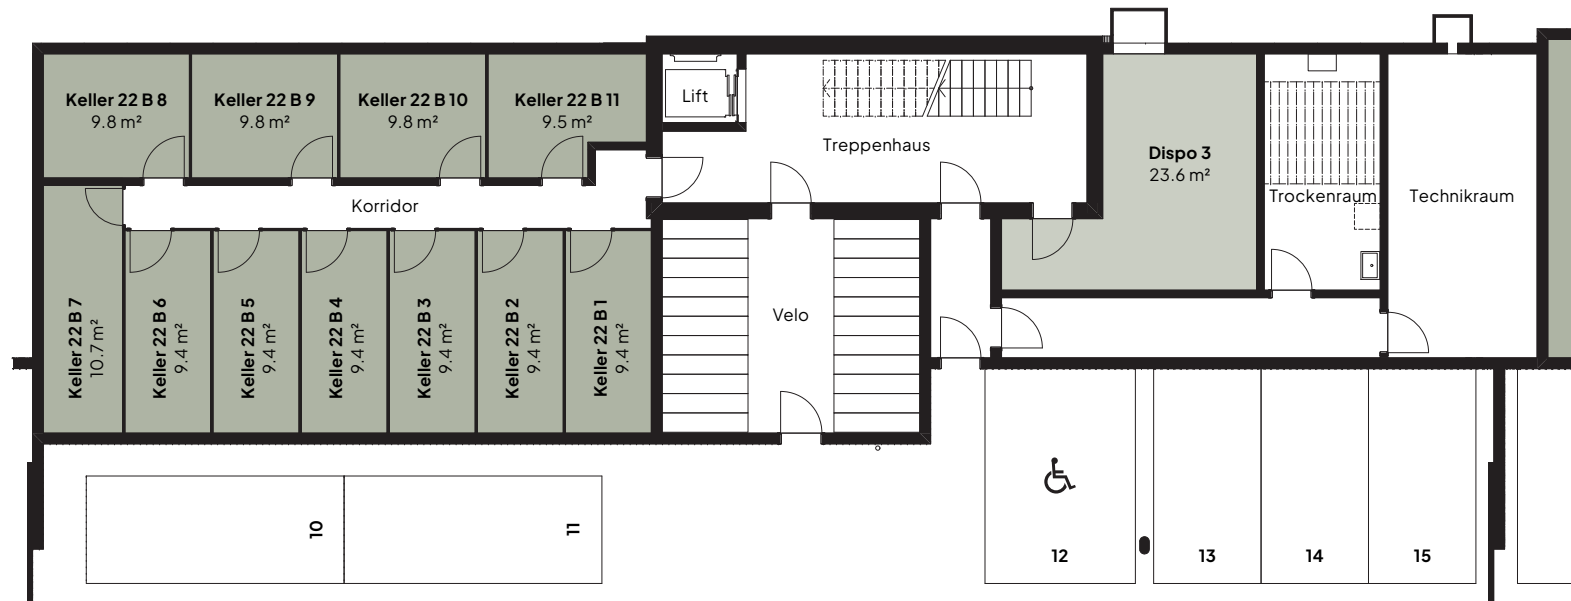 Keller 22 B 8
9.8 m²
Keller 22 B 9
9.8 m²
Keller 22 B 10
9.8 m²
Keller 22 B 11
9.5 m²
Lift
Treppenhaus
Dispo 3
23.6 m²
Trockenraum
Technikraum
Korridor
Keller 22 B 7
10.7 m²
Keller 22 B 6
9.4 m²
Keller 22 B 5
9.4 m²
Keller 22 B 4
9.4 m²
Keller 22 B 3
9.4 m²
Keller 22 B 2
9.4 m²
Keller 22 B 1
9.4 m²
Velo
10
11
12
13
14
15